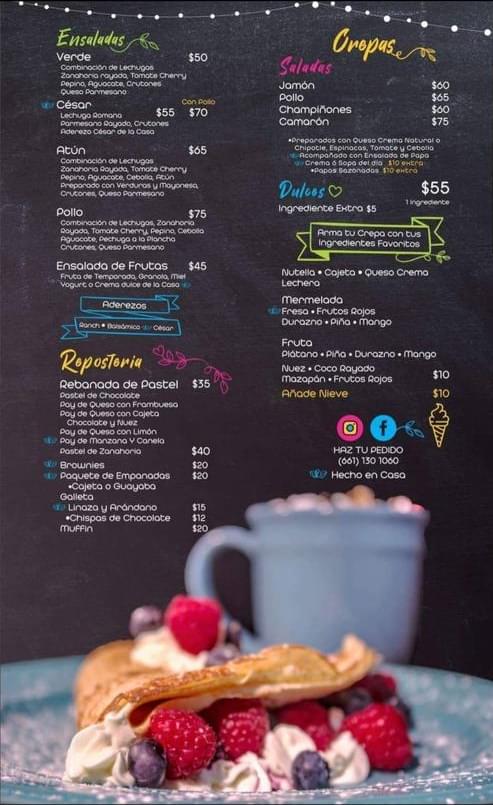 Ensaladas
Verde $50
Combinación de Lechugas
Zanahoria rayada, Tomate Cherry
Pepino, Aguacate, Crutones
Queso Parmesano
Con Pollo
César $55 $70
Lechuga Romana
Parmesano Rayado, Crutones
Aderezo César de la Casa
Atún $65
Combinación de Lechugas
Zanahoria Rayada, Tomate Cherry
Pepino, Aguacate, Cebolla, Atún
Preparado con Verduras y Mayonesa,
Crutones, Queso Parmesano
Pollo $75
Combinación de Lechugas, Zanahoria
Rayada, Tomate Cherry, Pepino, Cebolla
Aguacate, Pechuga a la Plancha
Crutones, Queso Parmesano
Ensalada de Frutas $45
Fruta de Temporada, Granola, Miel
Yogurt o Crema dulce de la Casa
Aderezos
Ranch • Balsámico César
Repostería
Rebanada de Pastel $35
Pastel de Chocolate
Pay de Queso con Frambuesa
Pay de Queso con Cajeta
Chocolate y Nuez
Pay de Queso con Limón
Pay de Manzana Y Canela
Pastel de Zanahoria $40
Brownies $20
Paquete de Empanadas $20
•Cajeta o Guayaba
Galleta
Linaza y Arándano $15
•Chispas de Chocolate $12
Muffin $20
Crepas
Saladas
Jamón $60
Pollo $65
Champiñones $60
Camarón $75
•Preparadas con Queso Crema Natural o
Chipotle, Espinacas, Tomate y Cebolla
Acompañada con Ensalada de Papa
Crema ó Sopa del día $10 extra
•Papas Sazonadas $10 extra
Dulces $55
1 Ingrediente
Ingrediente Extra $5
Arma tu Crepa con tus
Ingredientes Favoritos
Nutella • Cajeta • Queso Crema
Lechera
Mermelada
Fresa • Frutos Rojos
Durazno • Piña • Mango
Fruta
Plátano • Piña • Durazno • Mango
Nuez • Coco Rayado
Mazapán • Frutos Rojos $10
Añade Nieve $10
HAZ TU PEDIDO
(661) 130 1060
Hecho en Casa